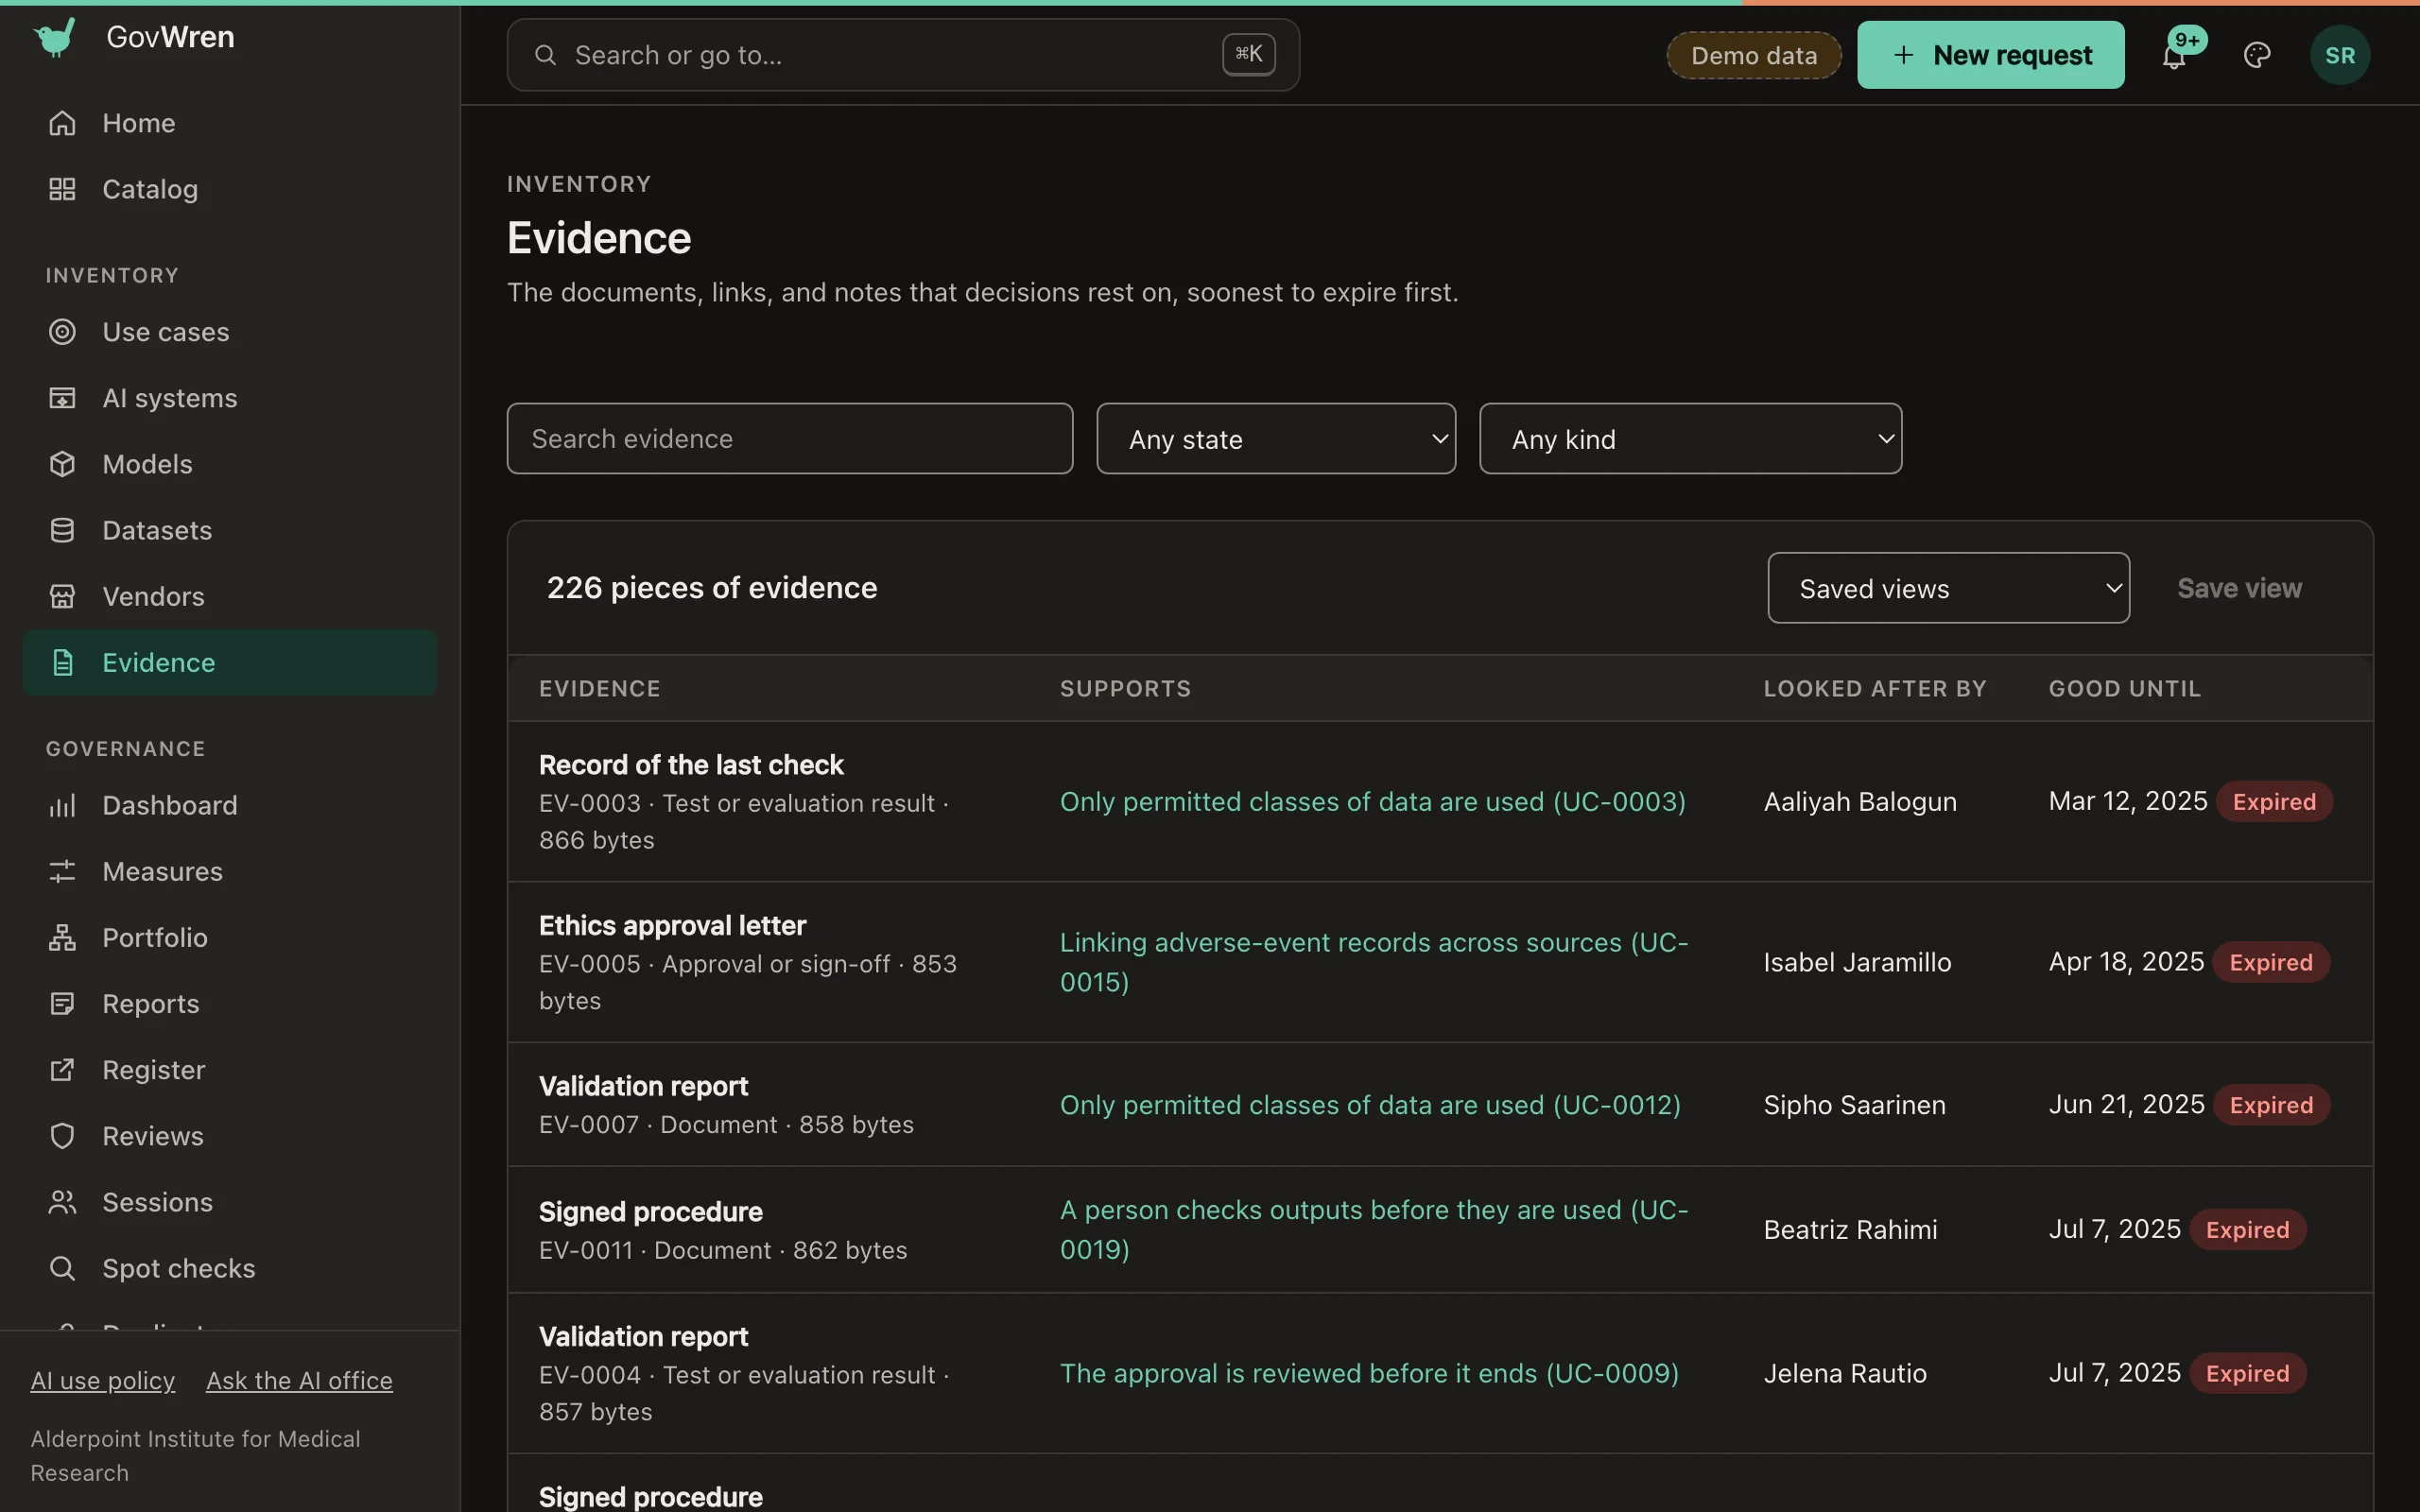 GovWren
Search or go to...
⌘K
Demo data
+ New request
9+
SR
Home
Catalog
INVENTORY
Use cases
AI systems
Models
Datasets
Vendors
Evidence
GOVERNANCE
Dashboard
Measures
Portfolio
Reports
Register
Reviews
Sessions
Spot checks
AI use policy
Ask the AI office
Alderpoint Institute for Medical
Research
INVENTORY
Evidence
The documents, links, and notes that decisions rest on, soonest to expire first.
Search evidence
Any state
Any kind
226 pieces of evidence
Saved views
Save view
EVIDENCE
SUPPORTS
LOOKED AFTER BY
GOOD UNTIL
Record of the last check
EV-0003 · Test or evaluation result ·
866 bytes
Only permitted classes of data are used (UC-0003)
Aaliyah Balogun
Mar 12, 2025 Expired
Ethics approval letter
EV-0005 · Approval or sign-off · 853
bytes
Linking adverse-event records across sources (UC-
0015)
Isabel Jaramillo
Apr 18, 2025 Expired
Validation report
EV-0007 · Document · 858 bytes
Only permitted classes of data are used (UC-0012)
Sipho Saarinen
Jun 21, 2025 Expired
Signed procedure
EV-0011 · Document · 862 bytes
A person checks outputs before they are used (UC-
0019)
Beatriz Rahimi
Jul 7, 2025 Expired
Validation report
EV-0004 · Test or evaluation result ·
857 bytes
The approval is reviewed before it ends (UC-0009)
Jelena Rautio
Jul 7, 2025 Expired
Signed procedure